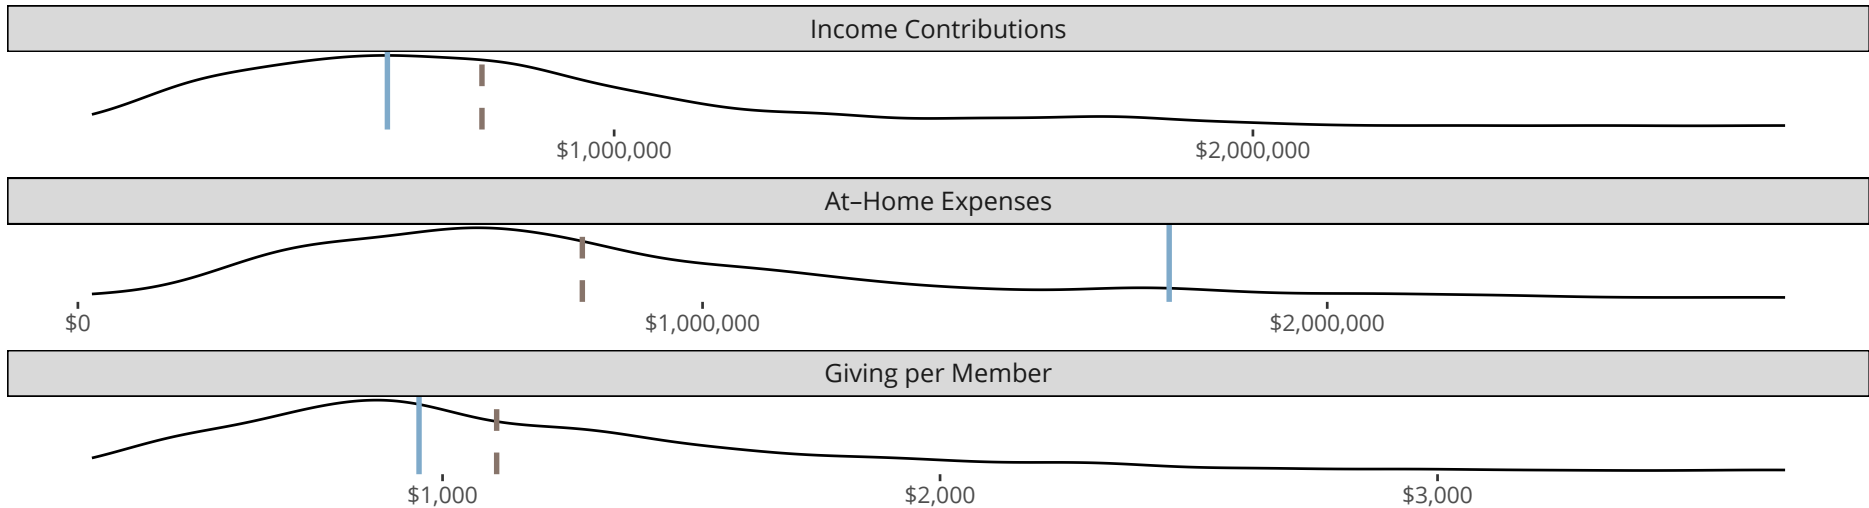 Income Contributions
$1,000,000 $2,000,000
At–Home Expenses
$0 $1,000,000 $2,000,000
Giving per Member
$1,000 $2,000 $3,000